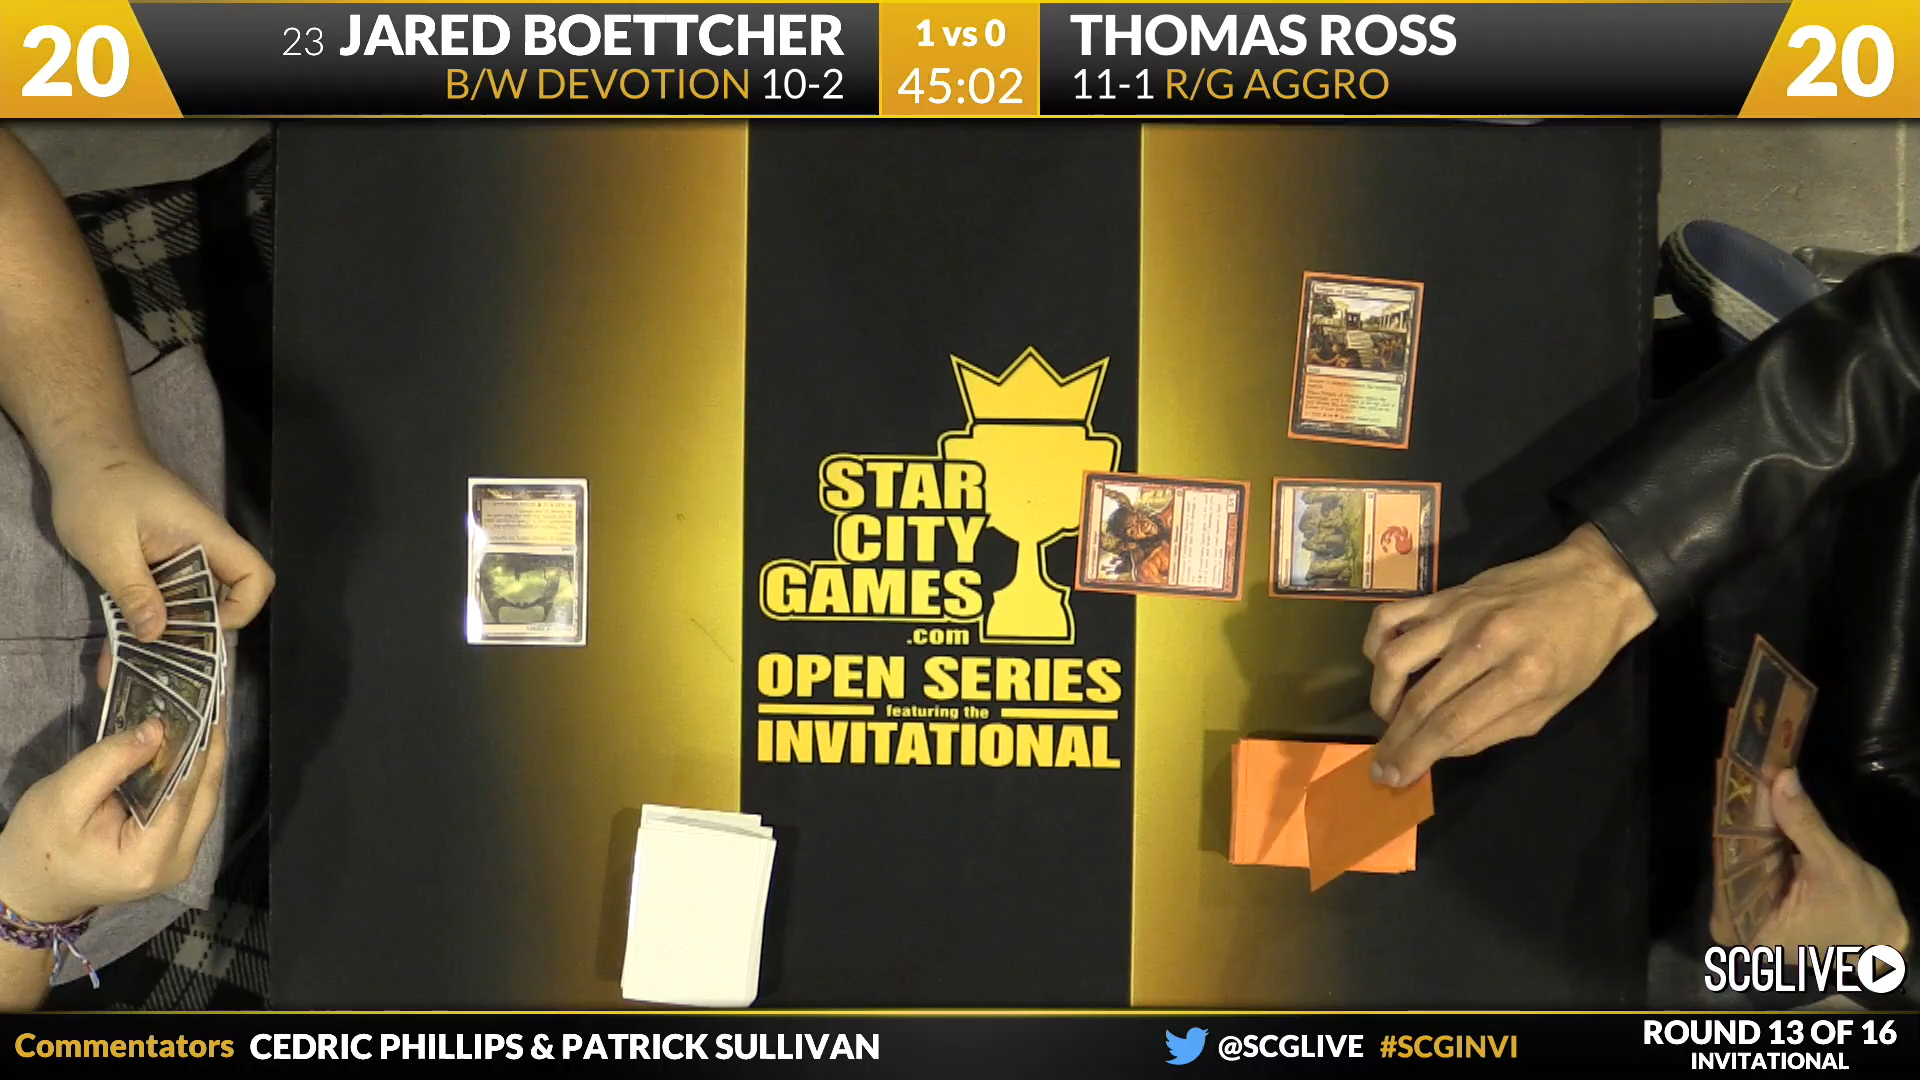 20
23 JARED BOETTCHER
B/W DEVOTION 10-2
1 vs 0
45:02
THOMAS ROSS
11-1 R/G AGGRO
20
STAR
CITY
GAMES
.com
OPEN SERIES
featuring the
INVITATIONAL
SCGLIVE
Commentators CEDRIC PHILLIPS & PATRICK SULLIVAN
@SCGLIVE #SCGINVI
ROUND 13 OF 16
INVITATIONAL